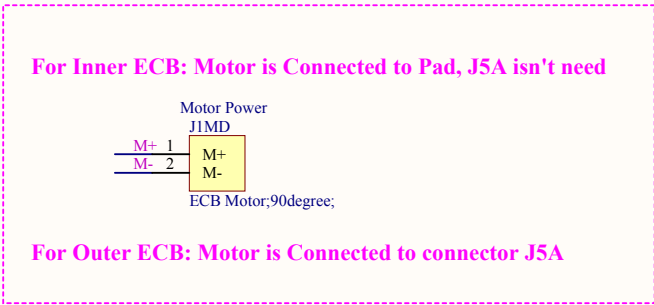 For Inner ECB: Motor is Connected to Pad, J5A isn't need
Motor Power
J1MD
M+ 1 M+
M- 2 M-
ECB Motor;90degree;
For Outer ECB: Motor is Connected to connector J5A